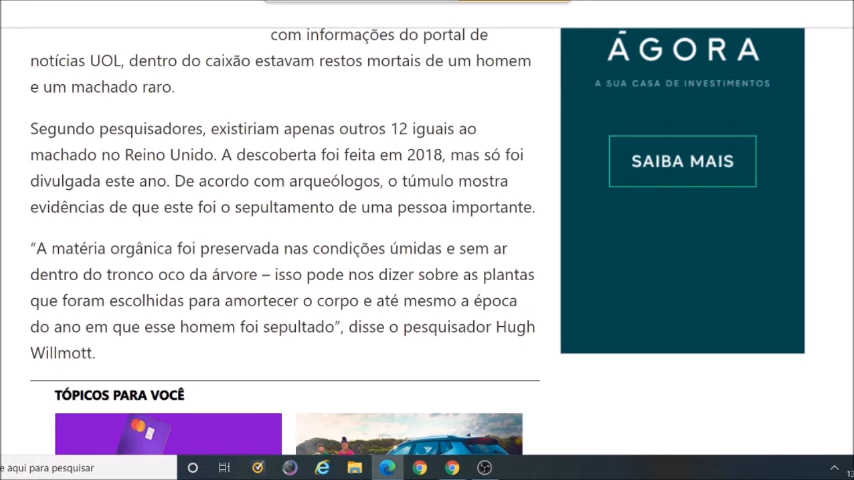 com informações do portal de
notícias UOL, dentro do caixão estavam restos mortais de um homem
e um machado raro.
Segundo pesquisadores, existiriam apenas outros 12 iguais ao
machado no Reino Unido. A descoberta foi feita em 2018, mas só foi
divulgada este ano. De acordo com arqueólogos, o túmulo mostra
evidências de que este foi o sepultamento de uma pessoa importante.
“A matéria orgânica foi preservada nas condições úmidas e sem ar
dentro do tronco oco da árvore – isso pode nos dizer sobre as plantas
que foram escolhidas para amortecer o corpo e até mesmo a época
do ano em que esse homem foi sepultado”, disse o pesquisador Hugh
Willmott.
TÓPICOS PARA VOCÊ
ÁGORA
A SUA CASA DE INVESTIMENTOS
SAIBA MAIS
e aqui para pesquisar
13